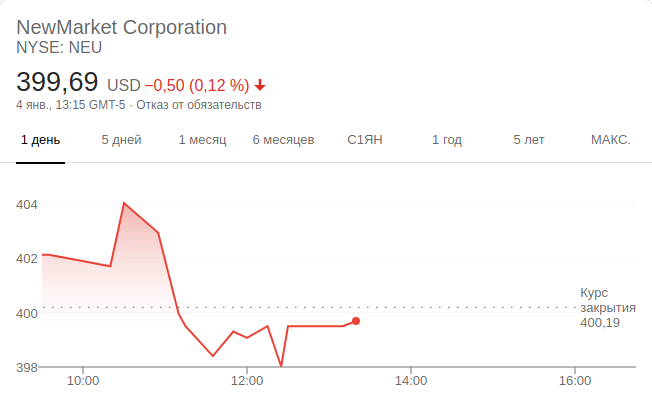 NewMarket Corporation
NYSE: NEU
399,69 USD −0,50 (0,12 %)
4 янв., 13:15 GMT-5 · Отказ от обязательств
1 день 5 дней 1 месяц 6 месяцев С1ЯН 1 год 5 лет МАКС.
404
402
400
398
Курс
закрытия
400,19
10:00 12:00 14:00 16:00